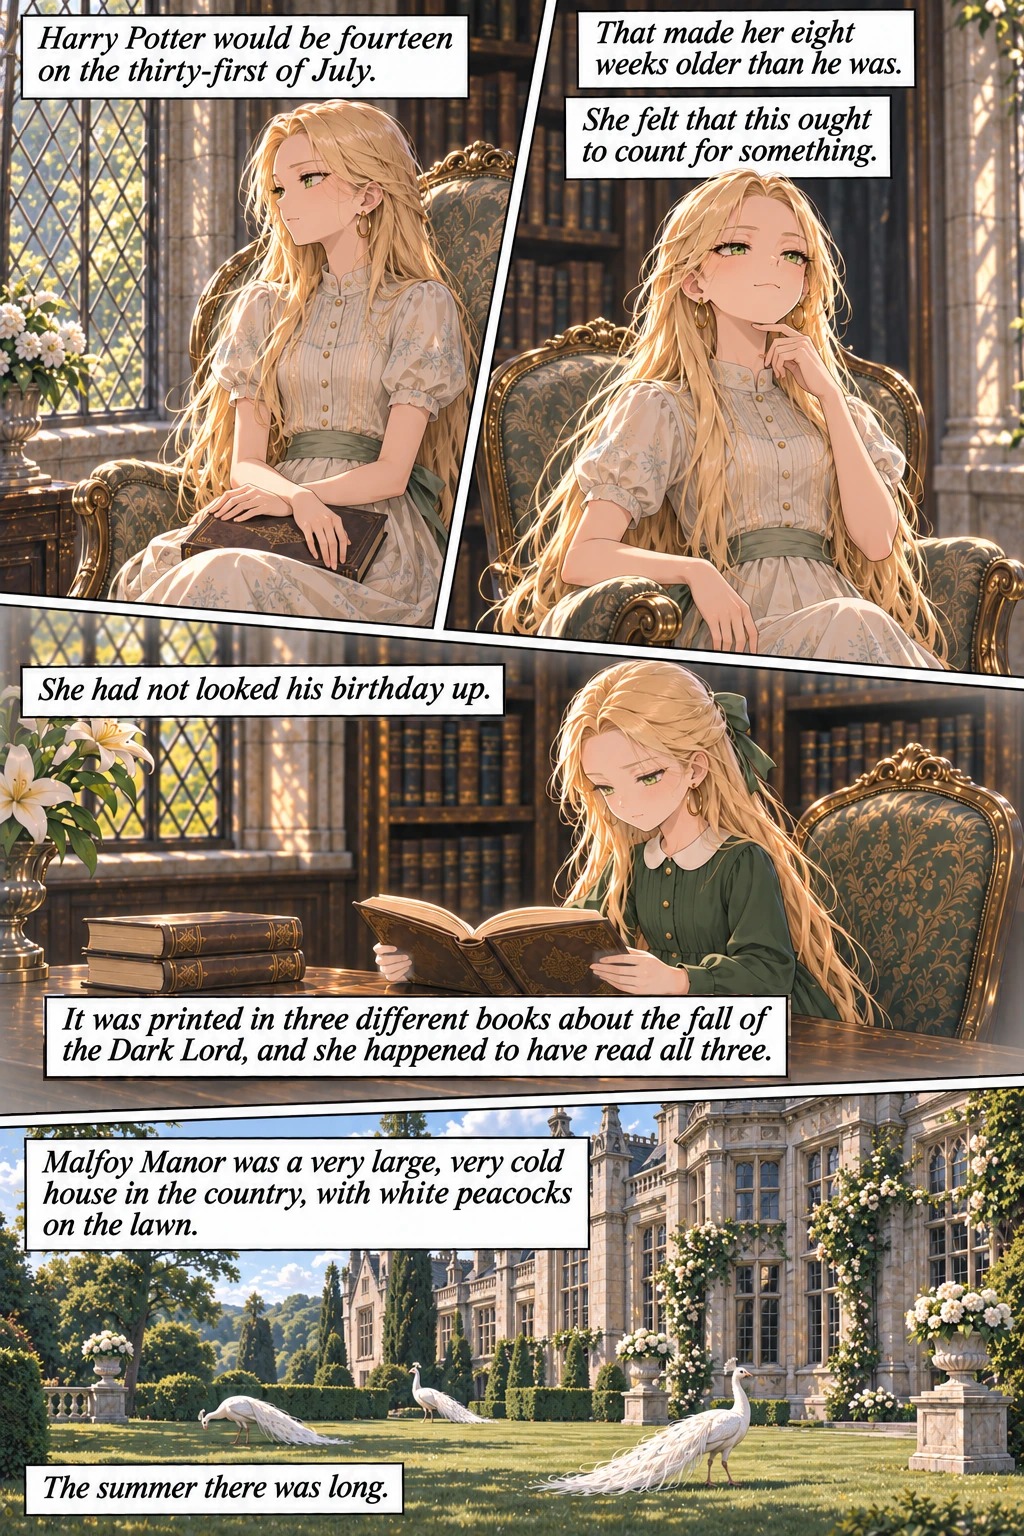 Harry Potter would be fourteen
on the thirty-first of July.
That made her eight
weeks older than he was.
She felt that this ought
to count for something.
She had not looked his birthday up.
It was printed in three different books about the fall of
the Dark Lord, and she happened to have read all three.
Malfoy Manor was a very large, very cold
house in the country, with white peacocks
on the lawn.
The summer there was long.